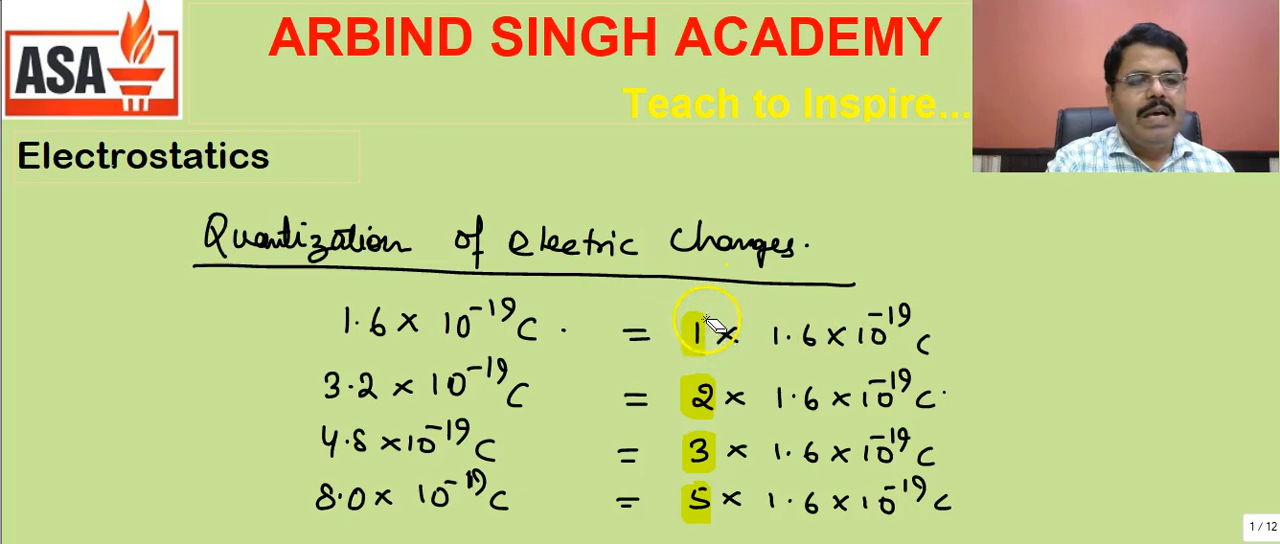 ASA
ARBIND SINGH ACADEMY
Teach to Inspire...
Electrostatics
Quantization of electric charges.
1.6 × 10⁻¹⁹ C . = 1 × 1.6 × 10⁻¹⁹ C
3.2 × 10⁻¹⁹ C = 2 × 1.6 × 10⁻¹⁹ C.
4.8 × 10⁻¹⁹ C = 3 × 1.6 × 10⁻¹⁹ C
8.0 × 10⁻¹⁹ C = 5 × 1.6 × 10⁻¹⁹ C
1 / 12